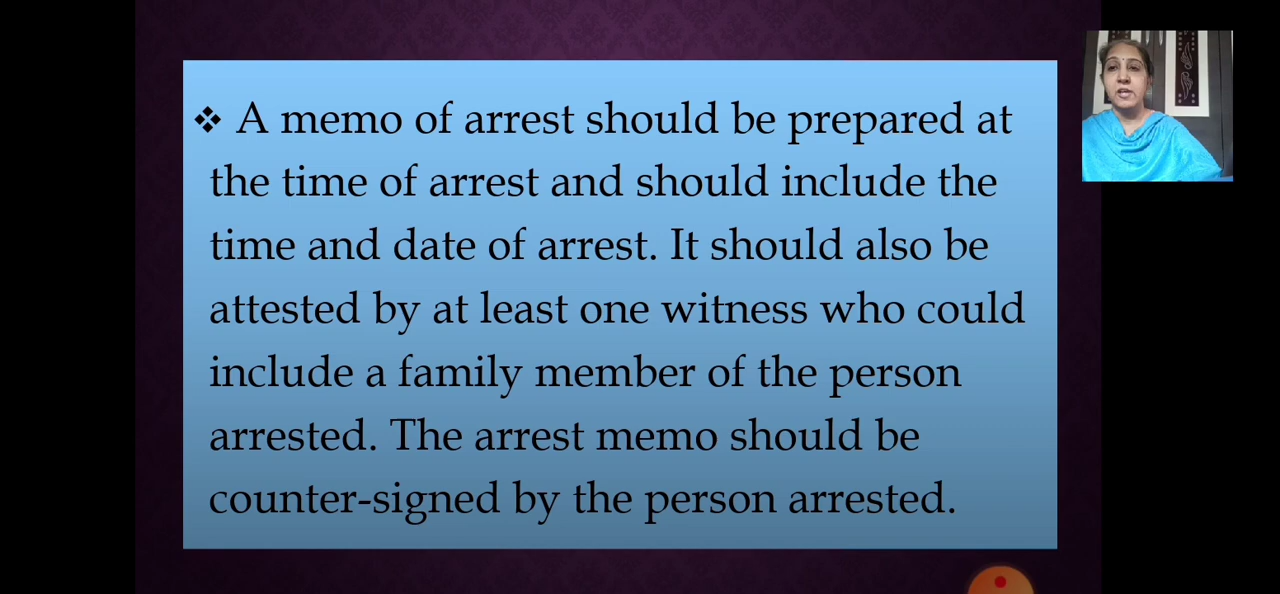 ❖ A memo of arrest should be prepared at
the time of arrest and should include the
time and date of arrest. It should also be
attested by at least one witness who could
include a family member of the person
arrested. The arrest memo should be
counter-signed by the person arrested.